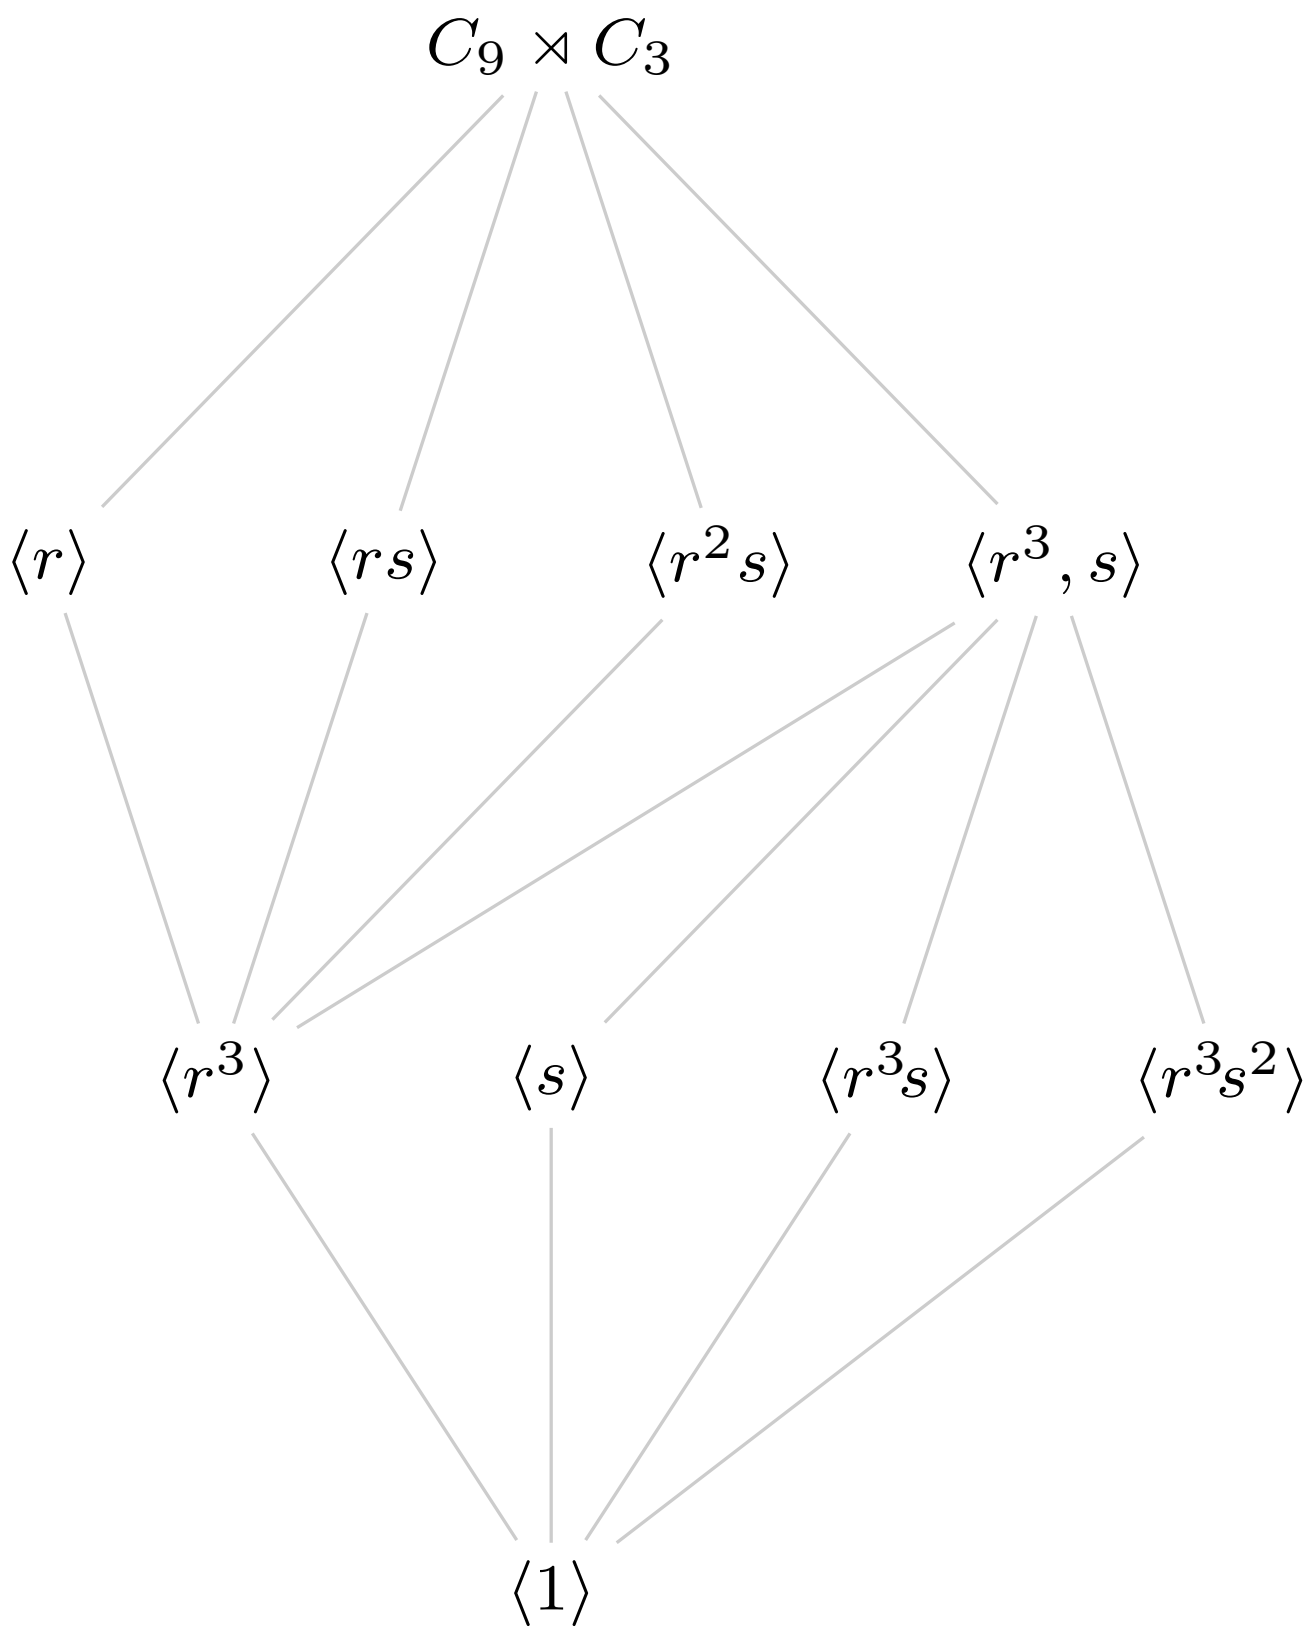 C₉ ⋊ C₃
⟨r⟩ ⟨rs⟩ ⟨r²s⟩ ⟨r³, s⟩
⟨r³⟩ ⟨s⟩ ⟨r³s⟩ ⟨r³s²⟩
⟨1⟩